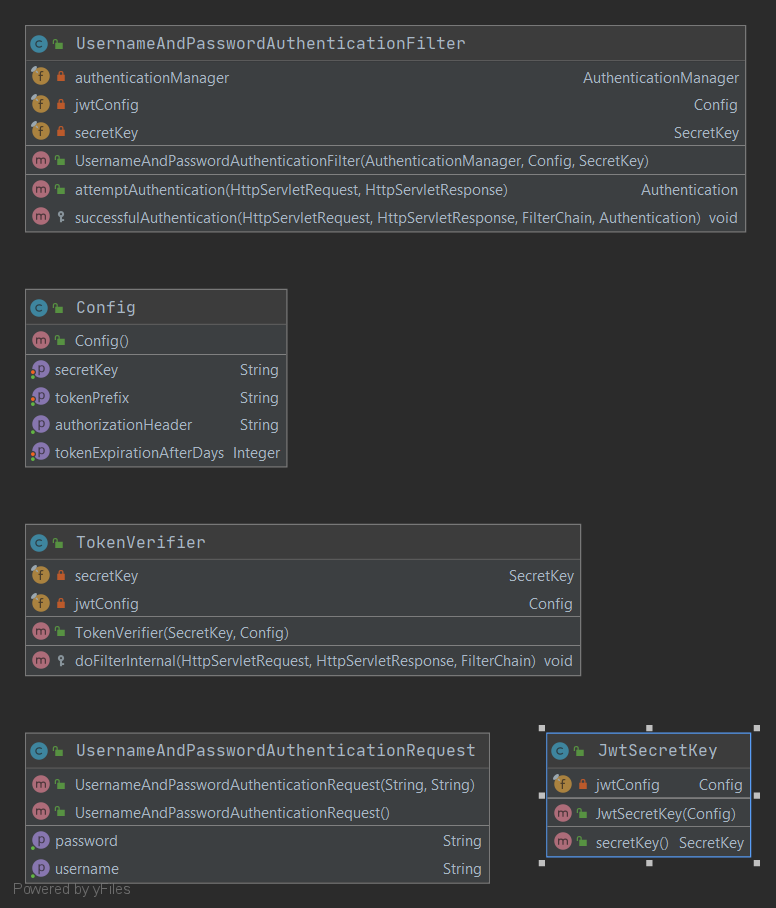 UsernameAndPasswordAuthenticationFilter
authenticationManager AuthenticationManager
jwtConfig Config
secretKey SecretKey
UsernameAndPasswordAuthenticationFilter(AuthenticationManager, Config, SecretKey)
attemptAuthentication(HttpServletRequest, HttpServletResponse) Authentication
successfulAuthentication(HttpServletRequest, HttpServletResponse, FilterChain, Authentication) void
Config
Config()
secretKey String
tokenPrefix String
authorizationHeader String
tokenExpirationAfterDays Integer
TokenVerifier
secretKey SecretKey
jwtConfig Config
TokenVerifier(SecretKey, Config)
doFilterInternal(HttpServletRequest, HttpServletResponse, FilterChain) void
UsernameAndPasswordAuthenticationRequest
UsernameAndPasswordAuthenticationRequest(String, String)
UsernameAndPasswordAuthenticationRequest()
password String
username String
JwtSecretKey
jwtConfig Config
JwtSecretKey(Config)
secretKey() SecretKey
Powered by yFiles